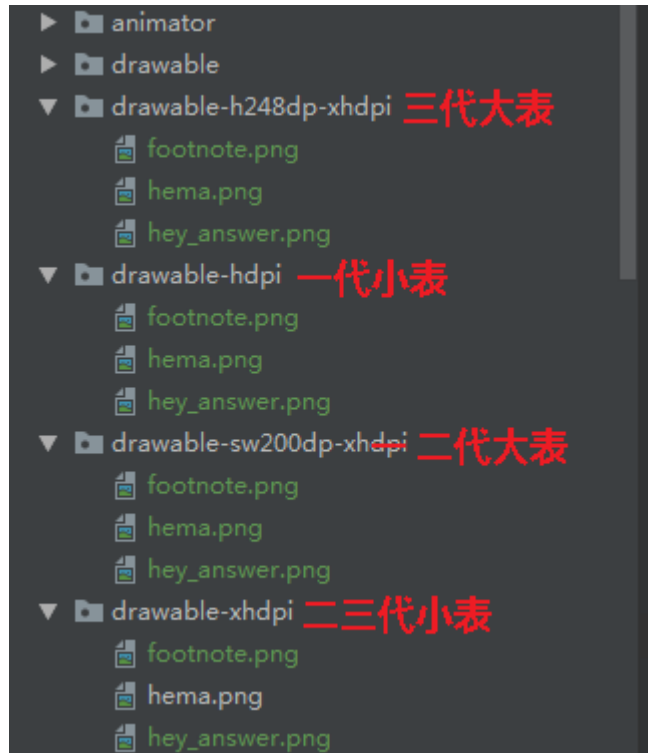 animator
drawable
drawable-h248dp-xhdpi 三代大表
footnote.png
hema.png
hey_answer.png
drawable-hdpi 一代小表
footnote.png
hema.png
hey_answer.png
drawable-sw200dp-xhdpi 二代大表
footnote.png
hema.png
hey_answer.png
drawable-xhdpi 二三代小表
footnote.png
hema.png
hey_answer.png